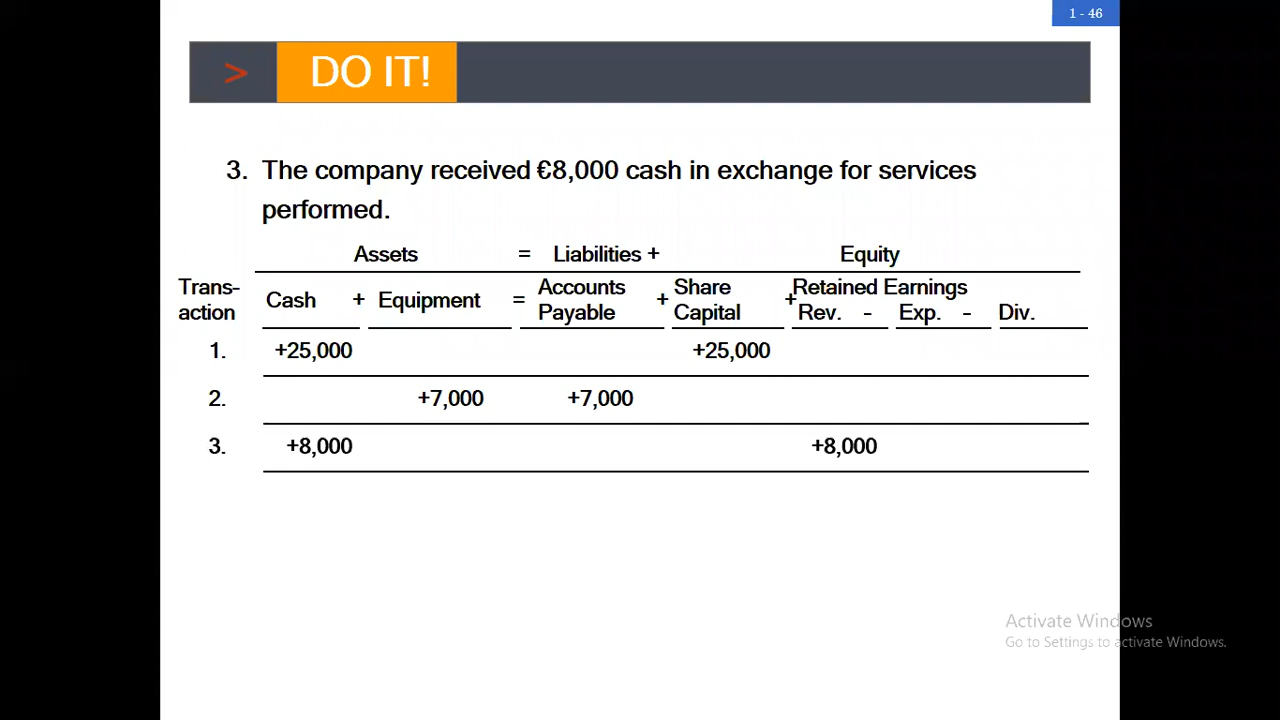 1 - 46
> DO IT!
3. The company received €8,000 cash in exchange for services
performed.
Assets = Liabilities + Equity
Trans-
action Cash + Equipment = Accounts Payable + Share Capital + Retained Earnings
Rev. - Exp. - Div.
1. +25,000 +25,000
2. +7,000 +7,000
3. +8,000 +8,000
Activate Windows
Go to Settings to activate Windows.